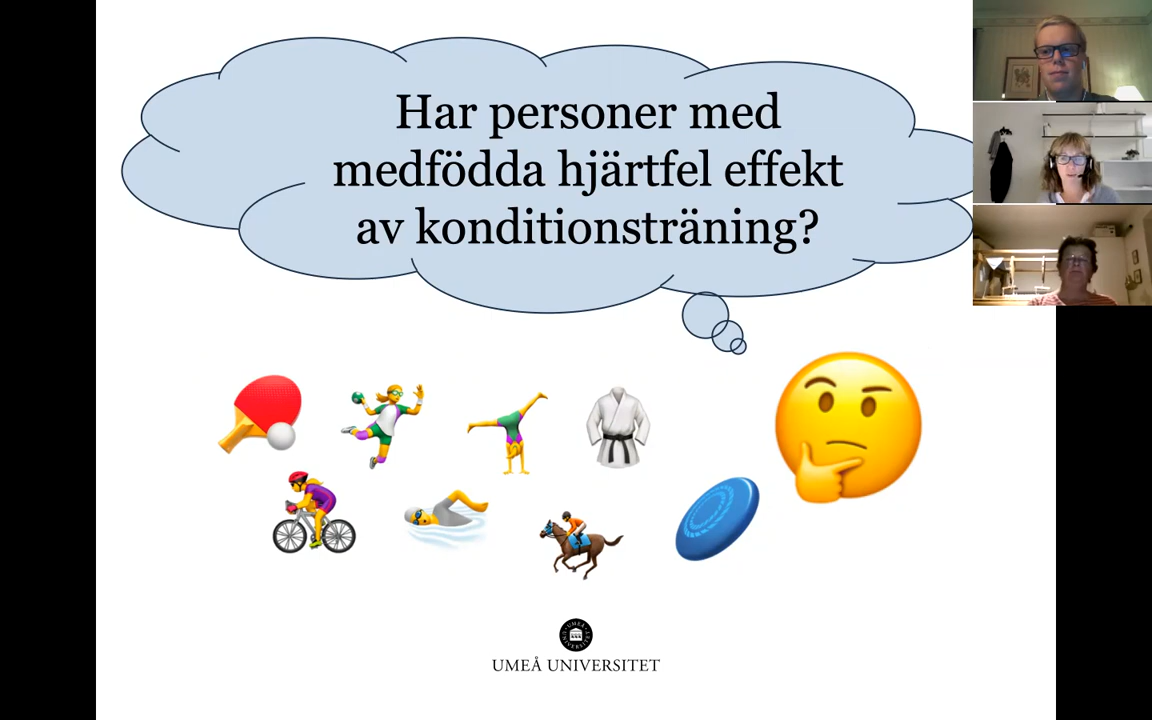 Har personer med
medfödda hjärtfel effekt
av konditionsträning?
UMEÅ UNIVERSITET